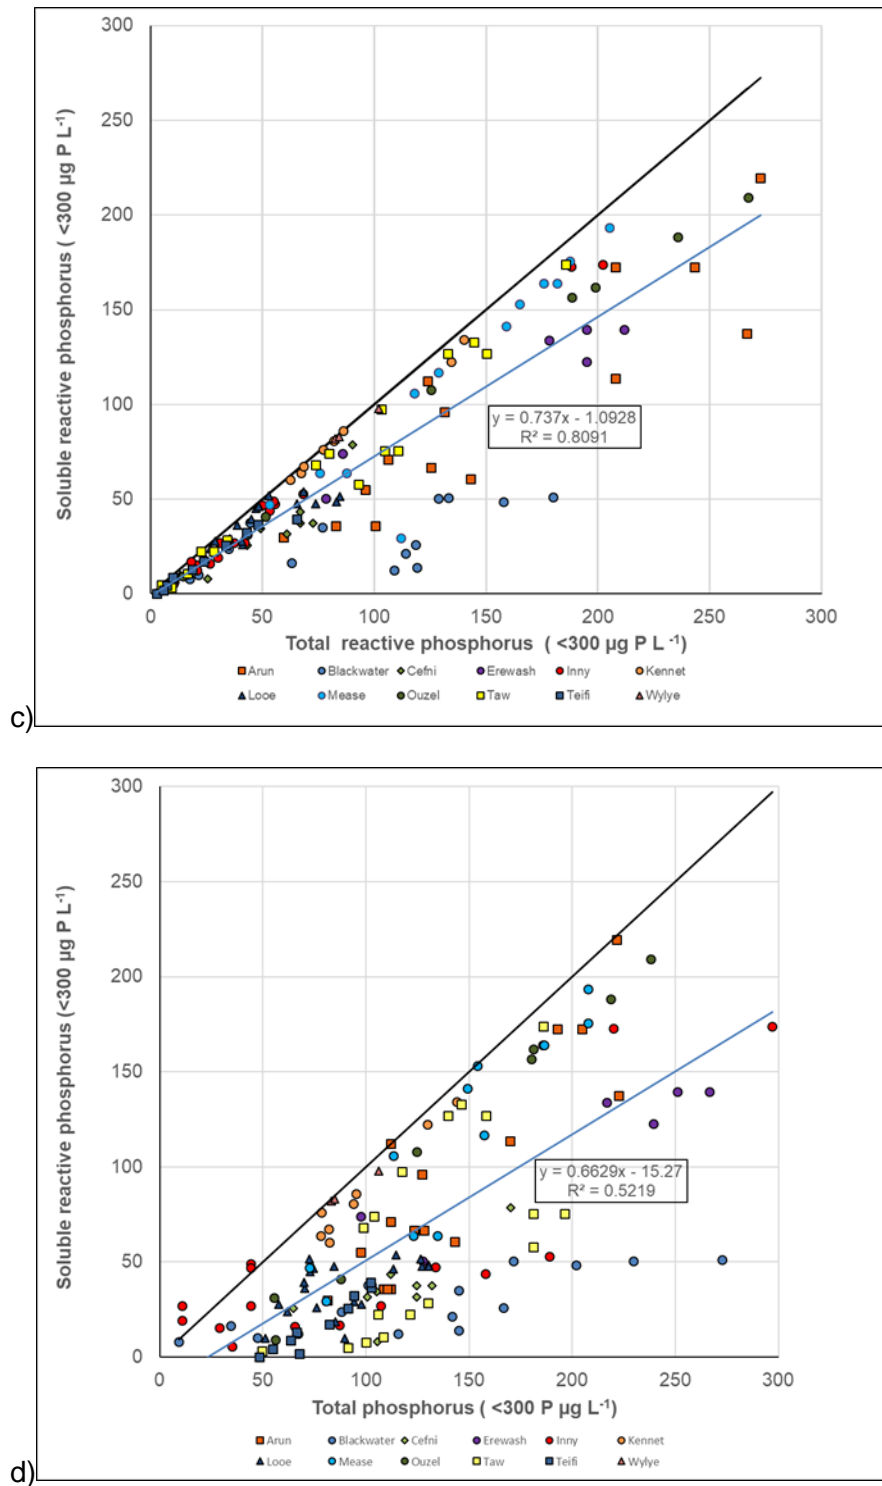 300
250
200
150
100
50
0
Soluble reactive phosphorus ( <300 µg P L⁻¹)
y = 0.737x - 1.0928
R² = 0.8091
0 50 100 150 200 250 300
Total reactive phosphorus ( <300 µg P L⁻¹)
Arun Blackwater Cefni Erewash Inny Kennet
Looe Mease Ouzel Taw Teifi Wylye
c)
300
250
200
150
100
50
0
Soluble reactive phosphorus (<300 µg P L⁻¹)
y = 0.6629x - 15.27
R² = 0.5219
0 50 100 150 200 250 300
Total phosphorus ( <300 P µg L⁻¹)
Arun Blackwater Cefni Erewash Inny Kennet
Looe Mease Ouzel Taw Teifi Wylye
d)